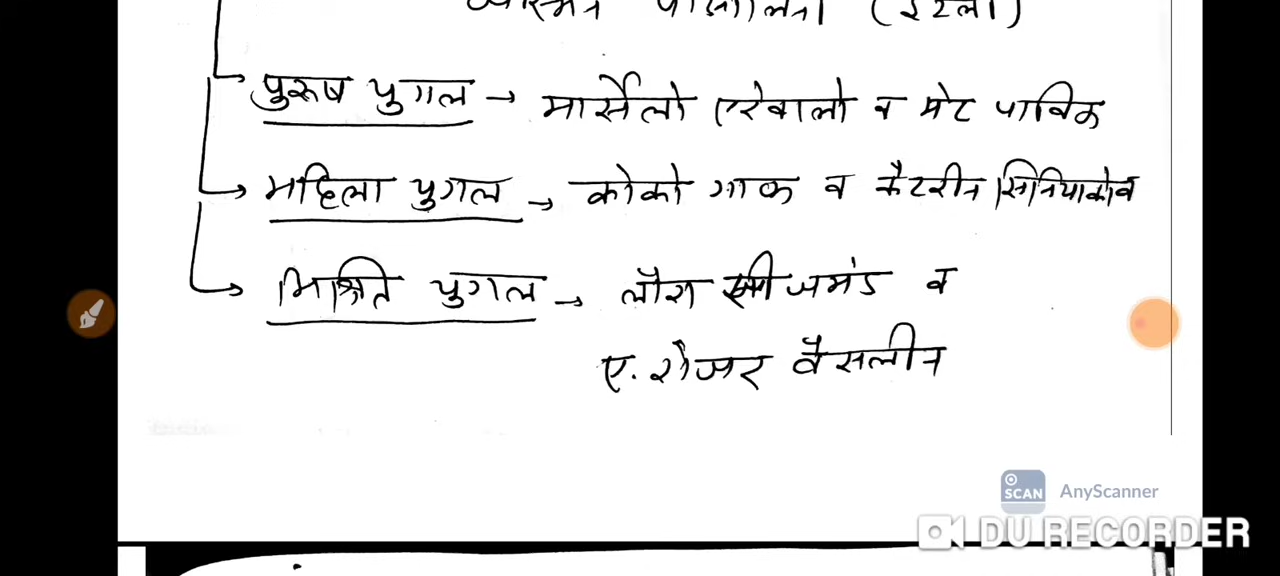 पुरूष युगल → मार्सेलो एरेवालो व मेट पाविक
महिला युगल → कोको गाफ व कैटरीन सिनियाकोव
मिश्रित युगल → लॉरा सीजमंड व
ए. रोजर वैसलीन
SCAN AnyScanner
DU RECORDER